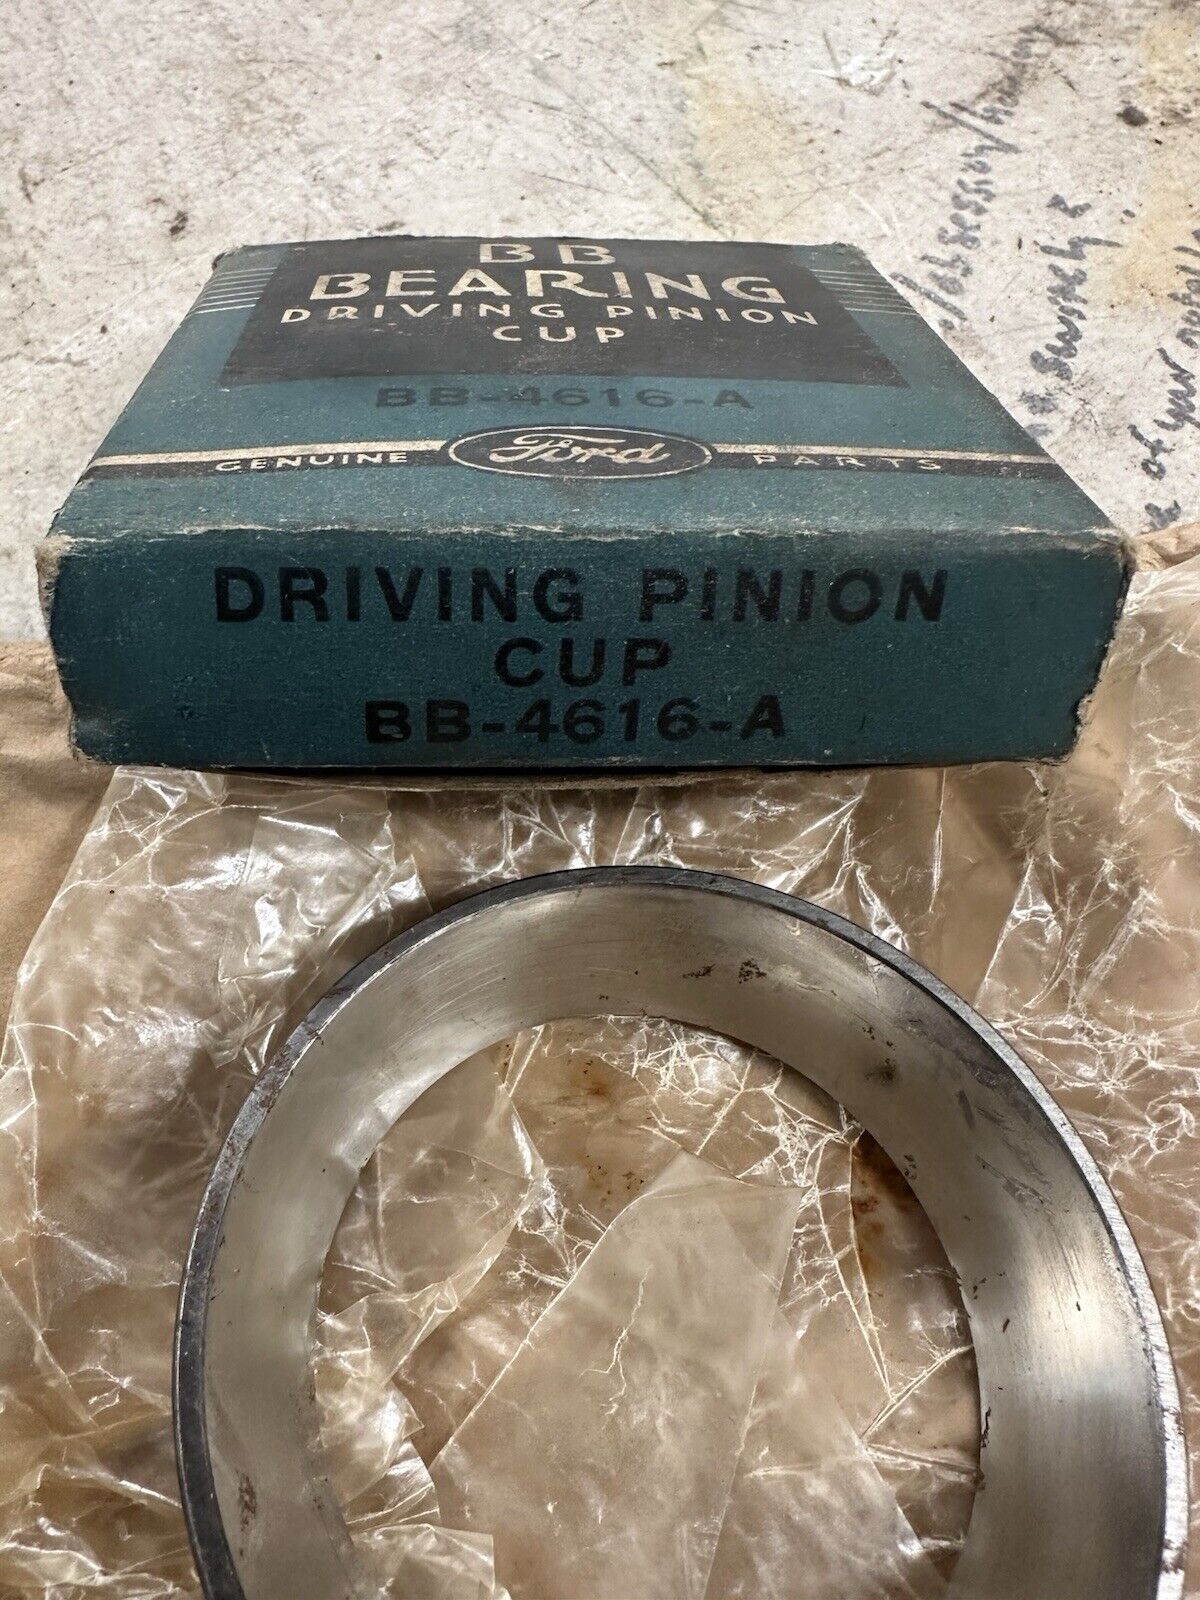 BB
BEARING
DRIVING PINION
CUP
BB-4616-A
GENUINE Ford PARTS
DRIVING PINION
CUP
BB-4616-A